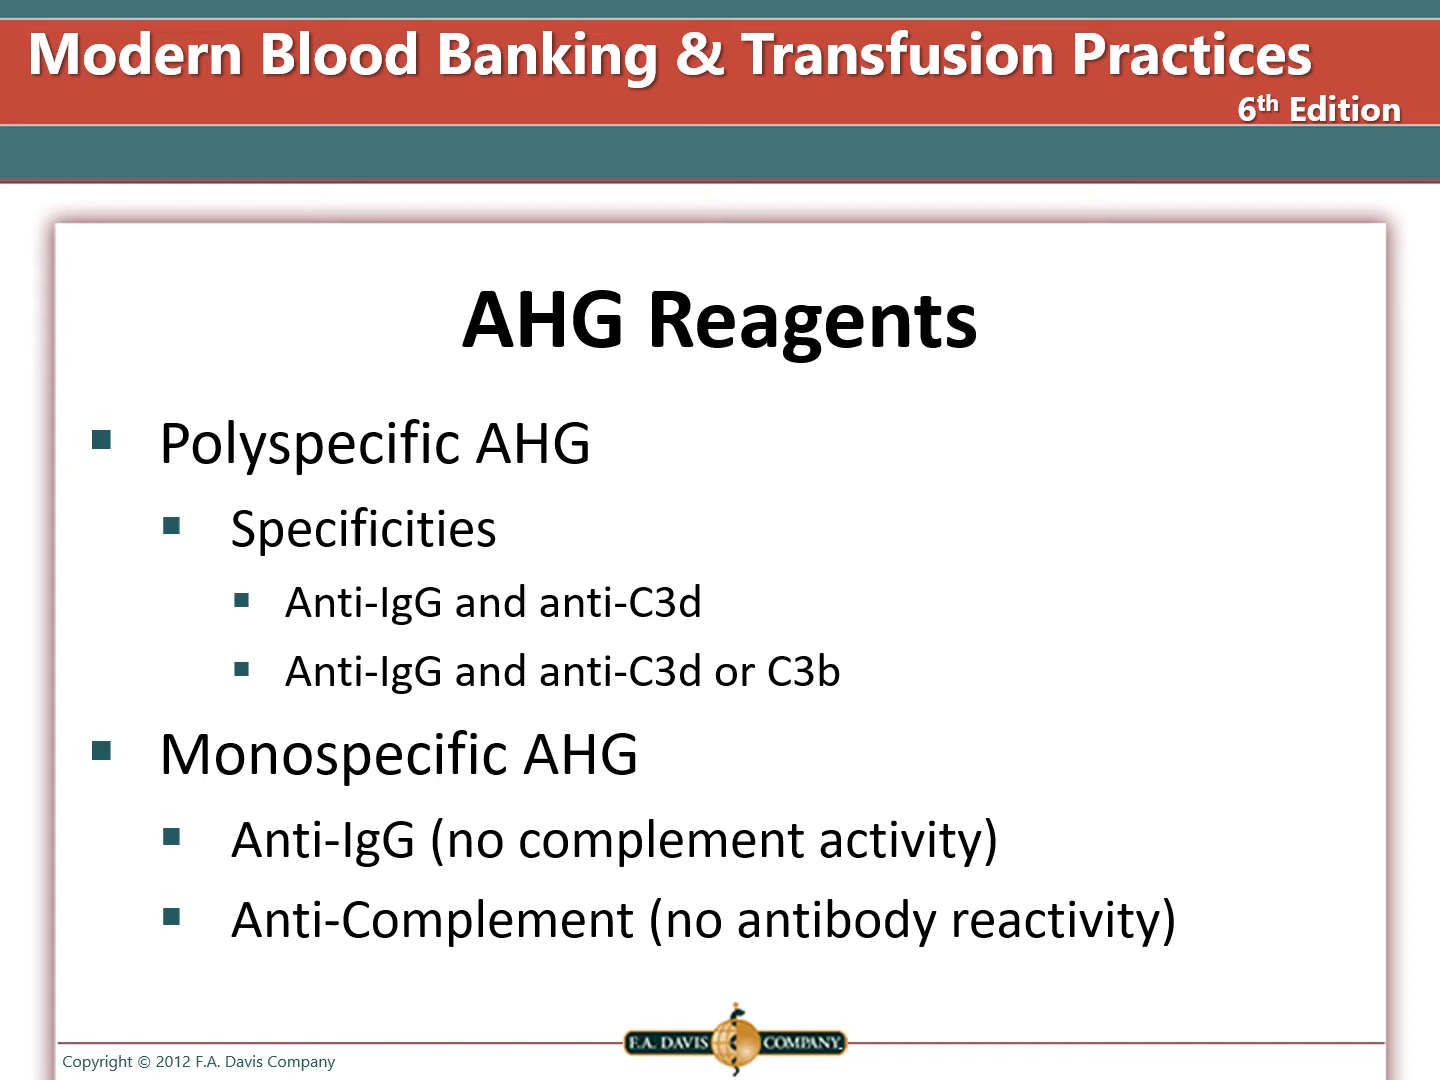 Modern Blood Banking & Transfusion Practices
6th Edition
AHG Reagents
Polyspecific AHG
Specificities
Anti-IgG and anti-C3d
Anti-IgG and anti-C3d or C3b
Monospecific AHG
Anti-IgG (no complement activity)
Anti-Complement (no antibody reactivity)
F.A. DAVIS COMPANY
Copyright © 2012 F.A. Davis Company